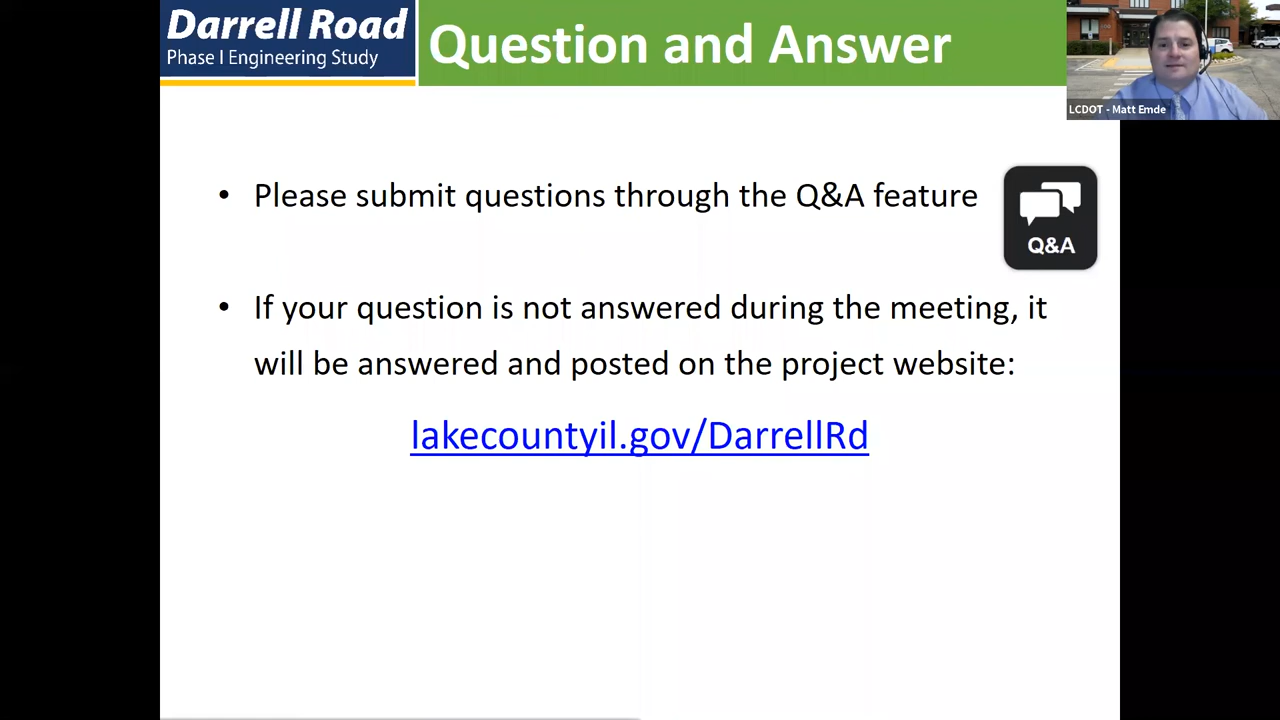 Darrell Road
Phase I Engineering Study
Question and Answer
LCDOT - Matt Emde
• Please submit questions through the Q&A feature
Q&A
• If your question is not answered during the meeting, it
will be answered and posted on the project website:
lakecountyil.gov/DarrellRd